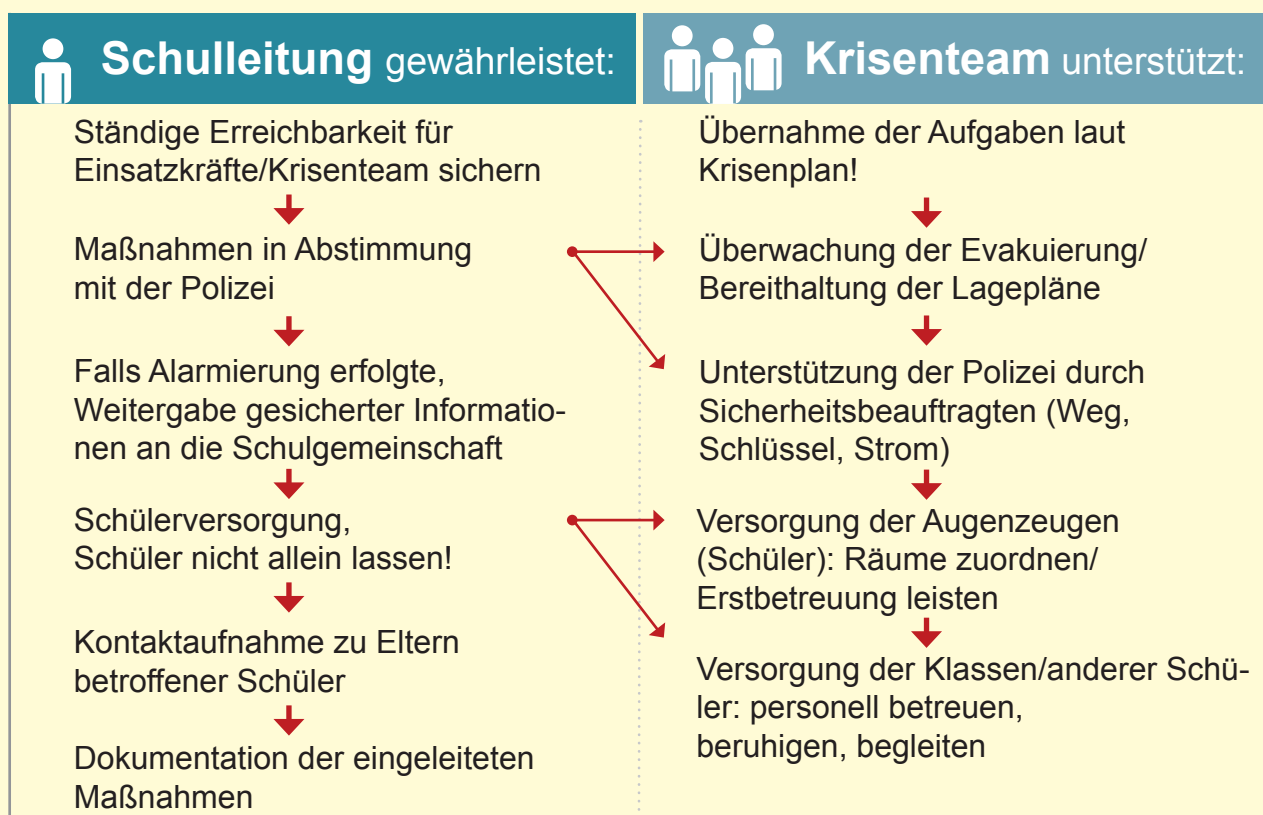 Schulleitung gewährleistet:
Ständige Erreichbarkeit für
Einsatzkräfte/Krisenteam sichern
Maßnahmen in Abstimmung
mit der Polizei
Falls Alarmierung erfolgte,
Weitergabe gesicherter Informatio-
nen an die Schulgemeinschaft
Schülerversorgung,
Schüler nicht allein lassen!
Kontaktaufnahme zu Eltern
betroffener Schüler
Dokumentation der eingeleiteten
Maßnahmen
Krisenteam unterstützt:
Übernahme der Aufgaben laut
Krisenplan!
Überwachung der Evakuierung/
Bereithaltung der Lagepläne
Unterstützung der Polizei durch
Sicherheitsbeauftragten (Weg,
Schlüssel, Strom)
Versorgung der Augenzeugen
(Schüler): Räume zuordnen/
Erstbetreuung leisten
Versorgung der Klassen/anderer Schü-
ler: personell betreuen,
beruhigen, begleiten